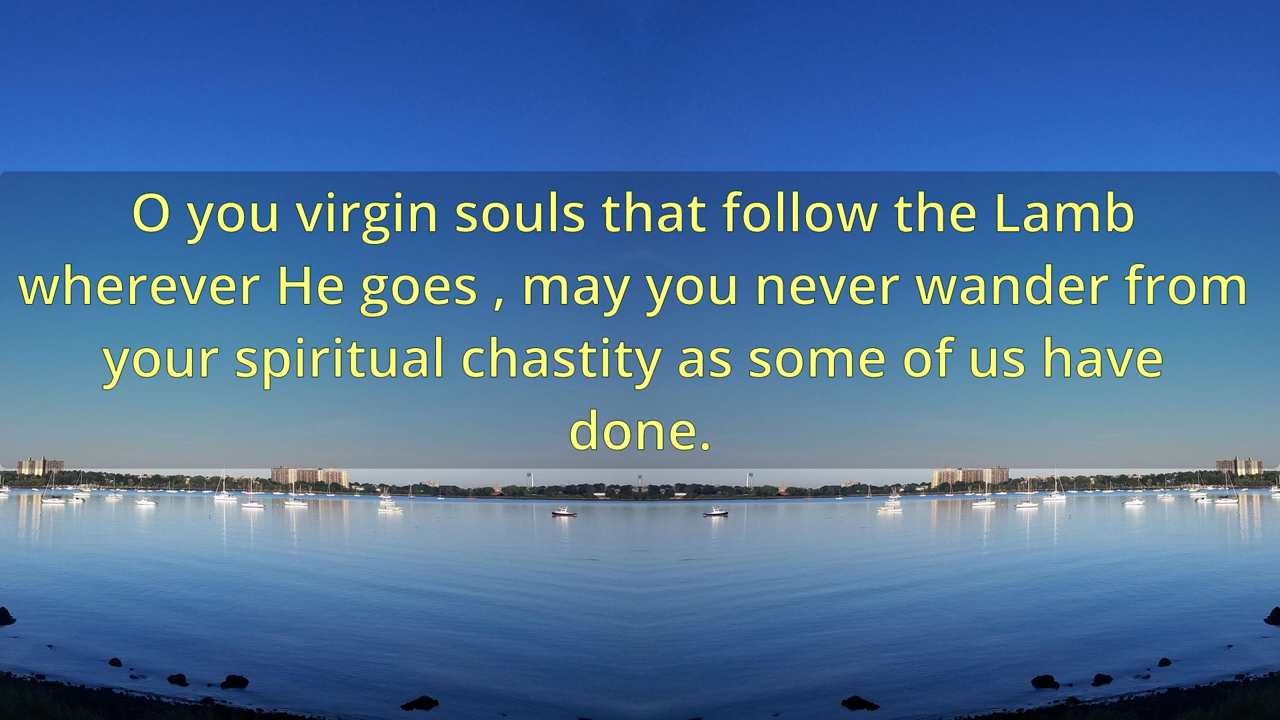 O you virgin souls that follow the Lamb
wherever He goes , may you never wander from
your spiritual chastity as some of us have
done.